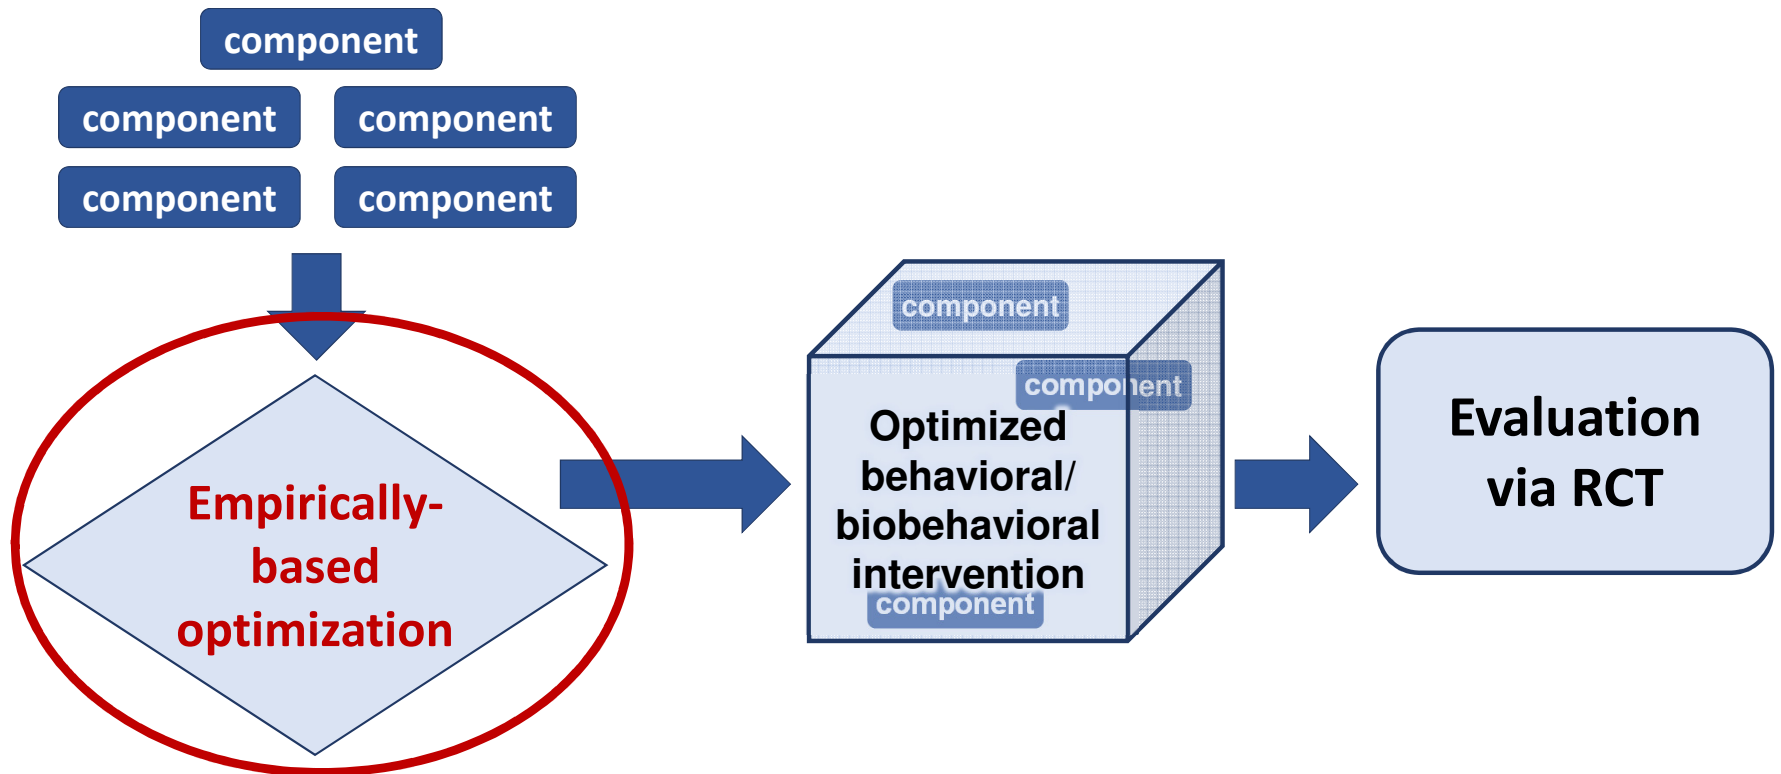 component
component component
component component
Empirically-
based
optimization
component
component
Optimized
behavioral/
biobehavioral
intervention
component
Evaluation
via RCT